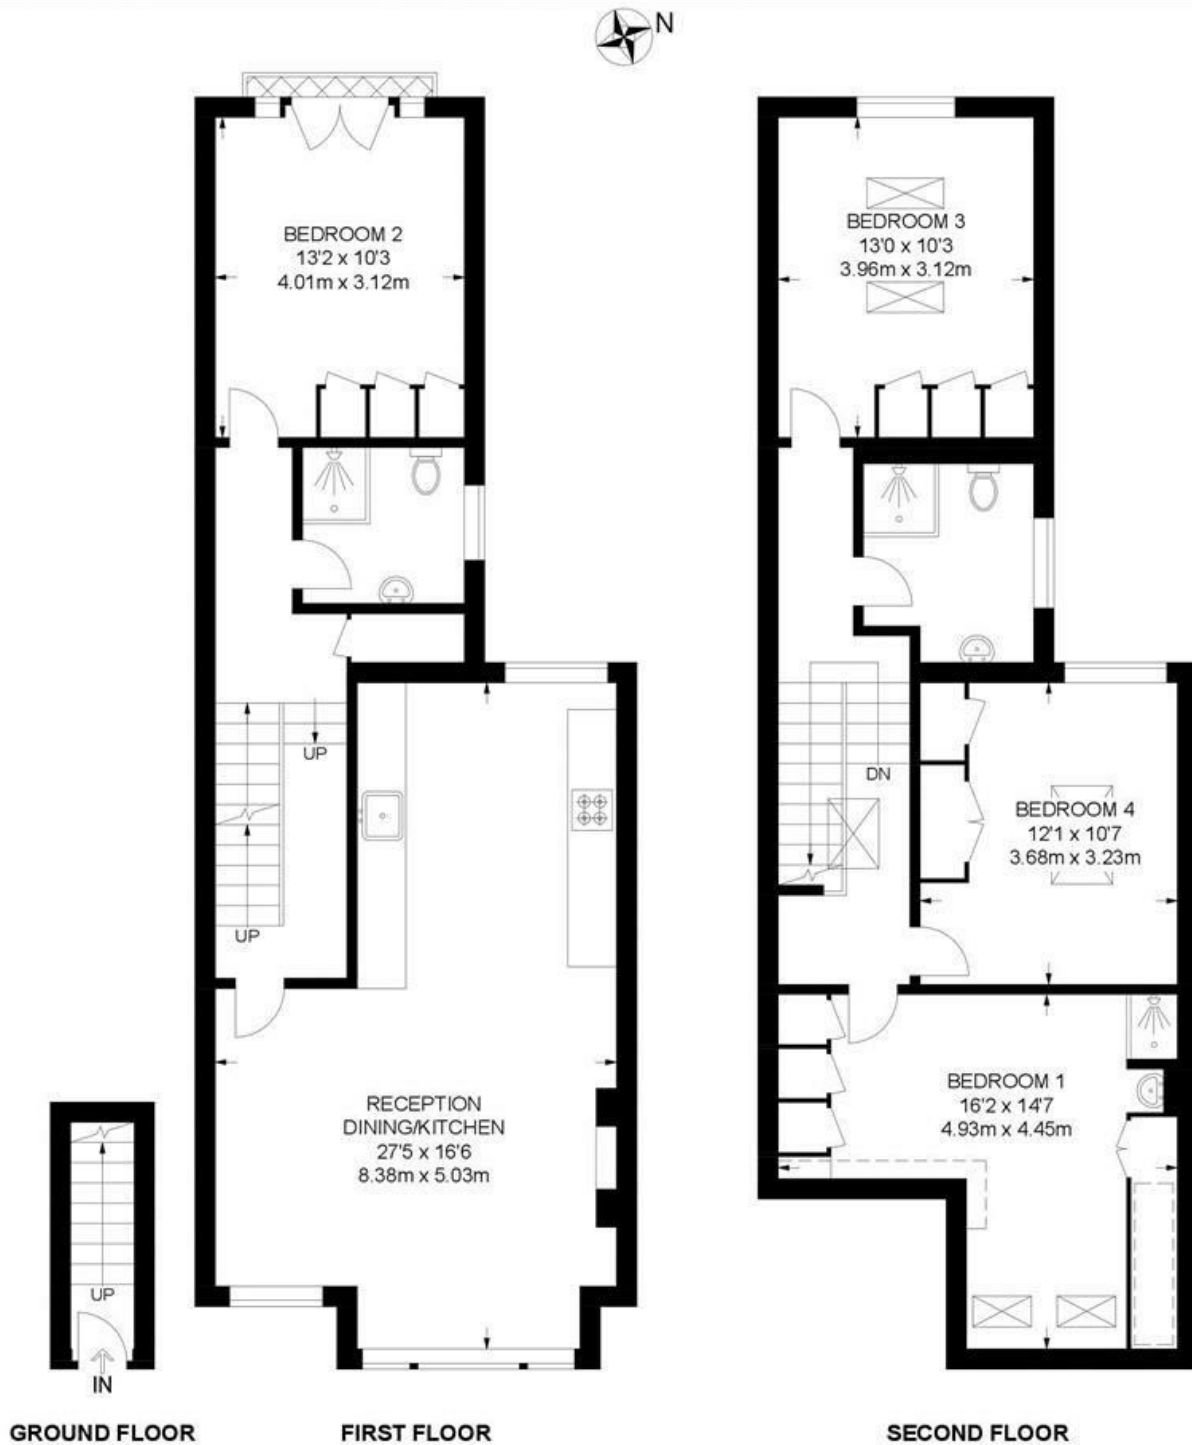 N
BEDROOM 2
13'2 x 10'3
4.01m x 3.12m
BEDROOM 3
13'0 x 10'3
3.96m x 3.12m
UP
UP
DN
BEDROOM 4
12'1 x 10'7
3.68m x 3.23m
RECEPTION
DINING/KITCHEN
27'5 x 16'6
8.38m x 5.03m
BEDROOM 1
16'2 x 14'7
4.93m x 4.45m
UP
IN
GROUND FLOOR
FIRST FLOOR
SECOND FLOOR